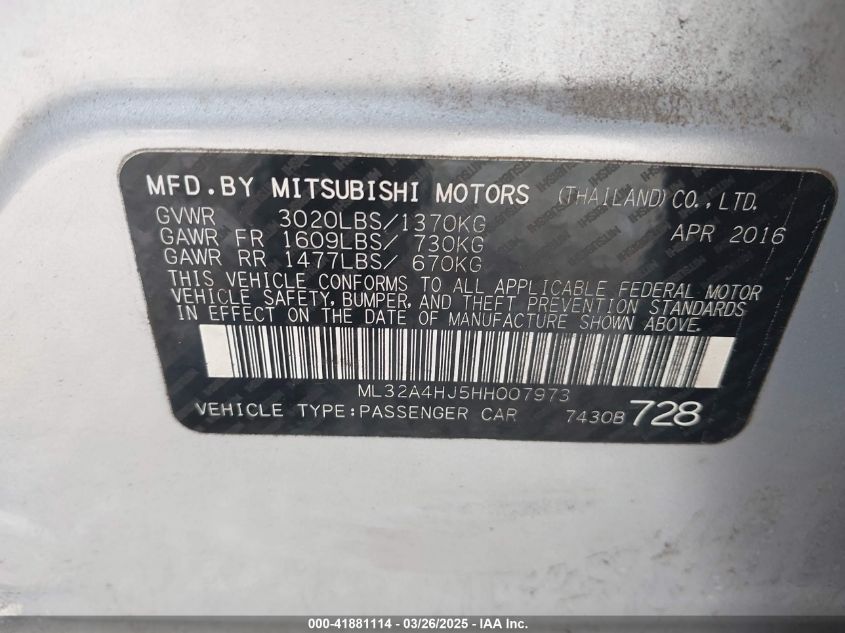 MFD.BY MITSUBISHI MOTORS (THAILAND)CO.,LTD.
GVWR 3020LBS/1370KG APR 2016
GAWR FR 1609LBS/ 730KG
GAWR RR 1477LBS/ 670KG
THIS VEHICLE CONFORMS TO ALL APPLICABLE FEDERAL MOTOR
VEHICLE SAFETY, BUMPER, AND THEFT PREVENTION STANDARDS
IN EFFECT ON THE DATE OF MANUFACTURE SHOWN ABOVE.
ML32A4HJ5HH007973
VEHICLE TYPE:PASSENGER CAR 7430B 728
000-41881114 / 03/26/2025 - IAA Inc.